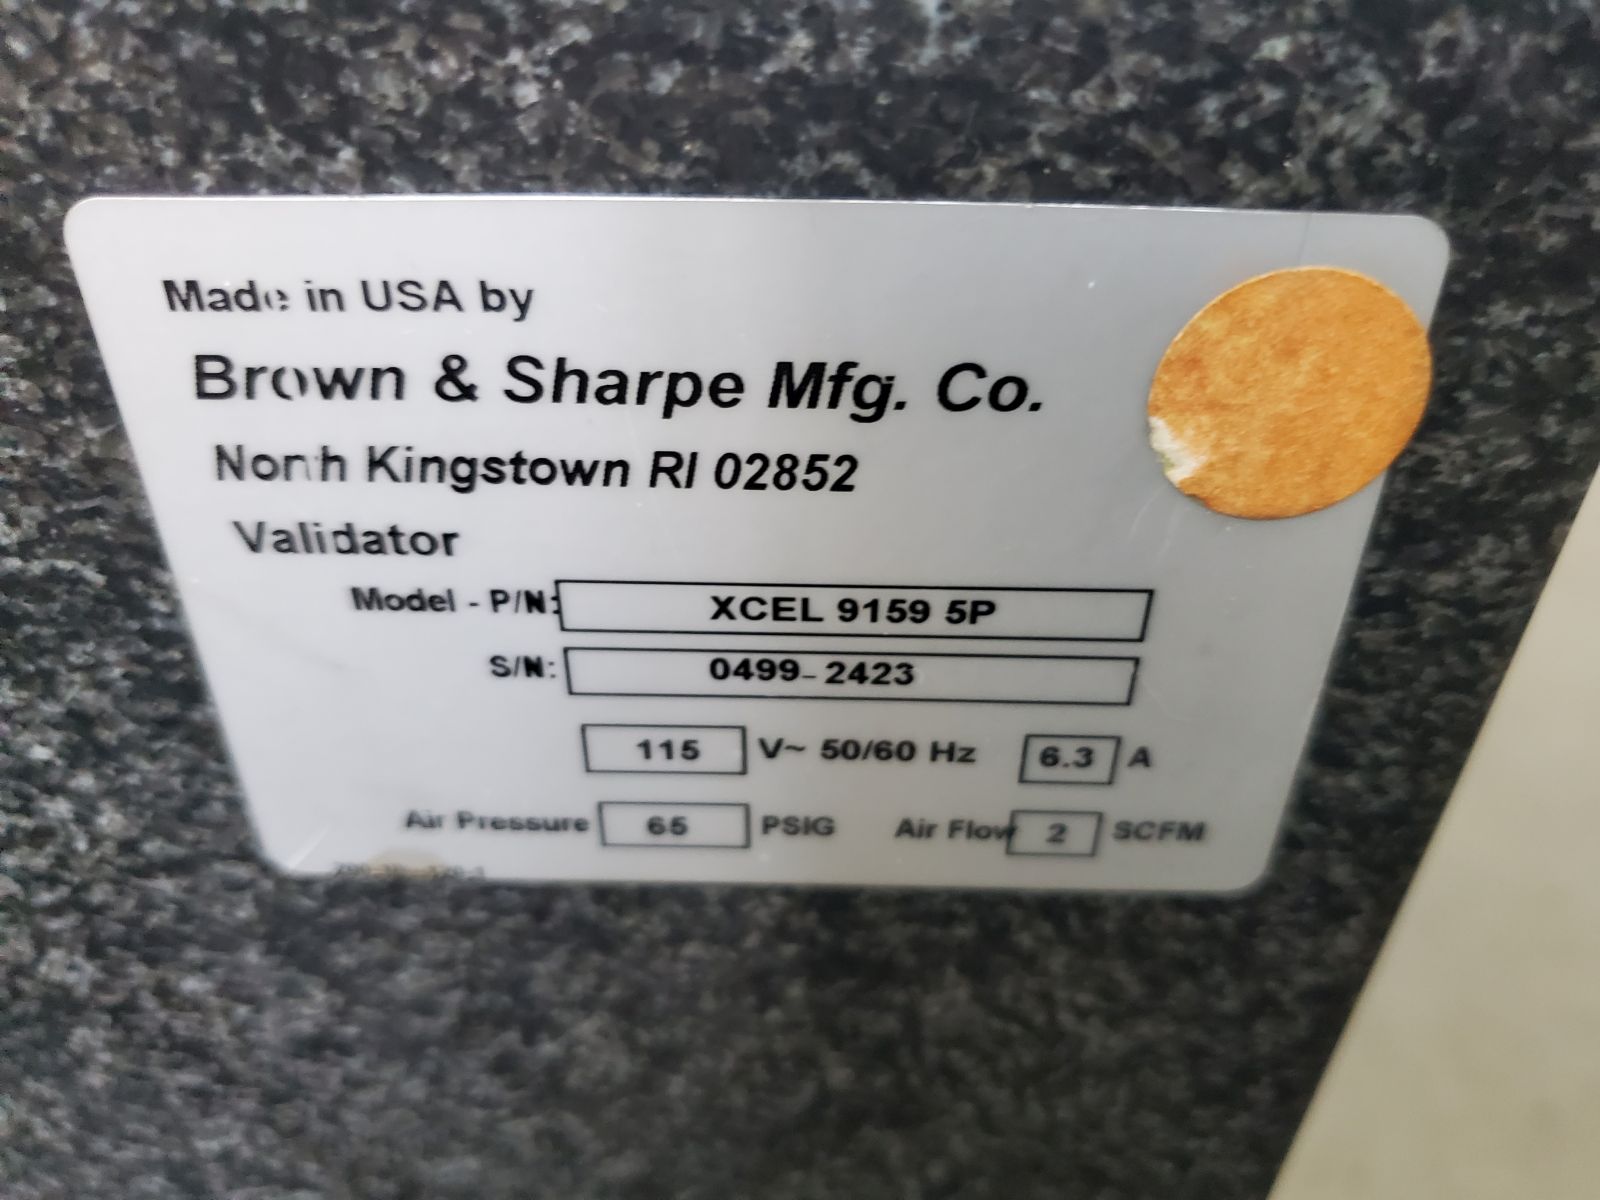 Made in USA by
Brown & Sharpe Mfg. Co.
North Kingstown RI 02852
Validator
Model - P/N: XCEL 9159 5P
S/N: 0499-2423
115 V~ 50/60 Hz 6.3 A
Air Pressure 65 PSIG Air Flow 2 SCFM